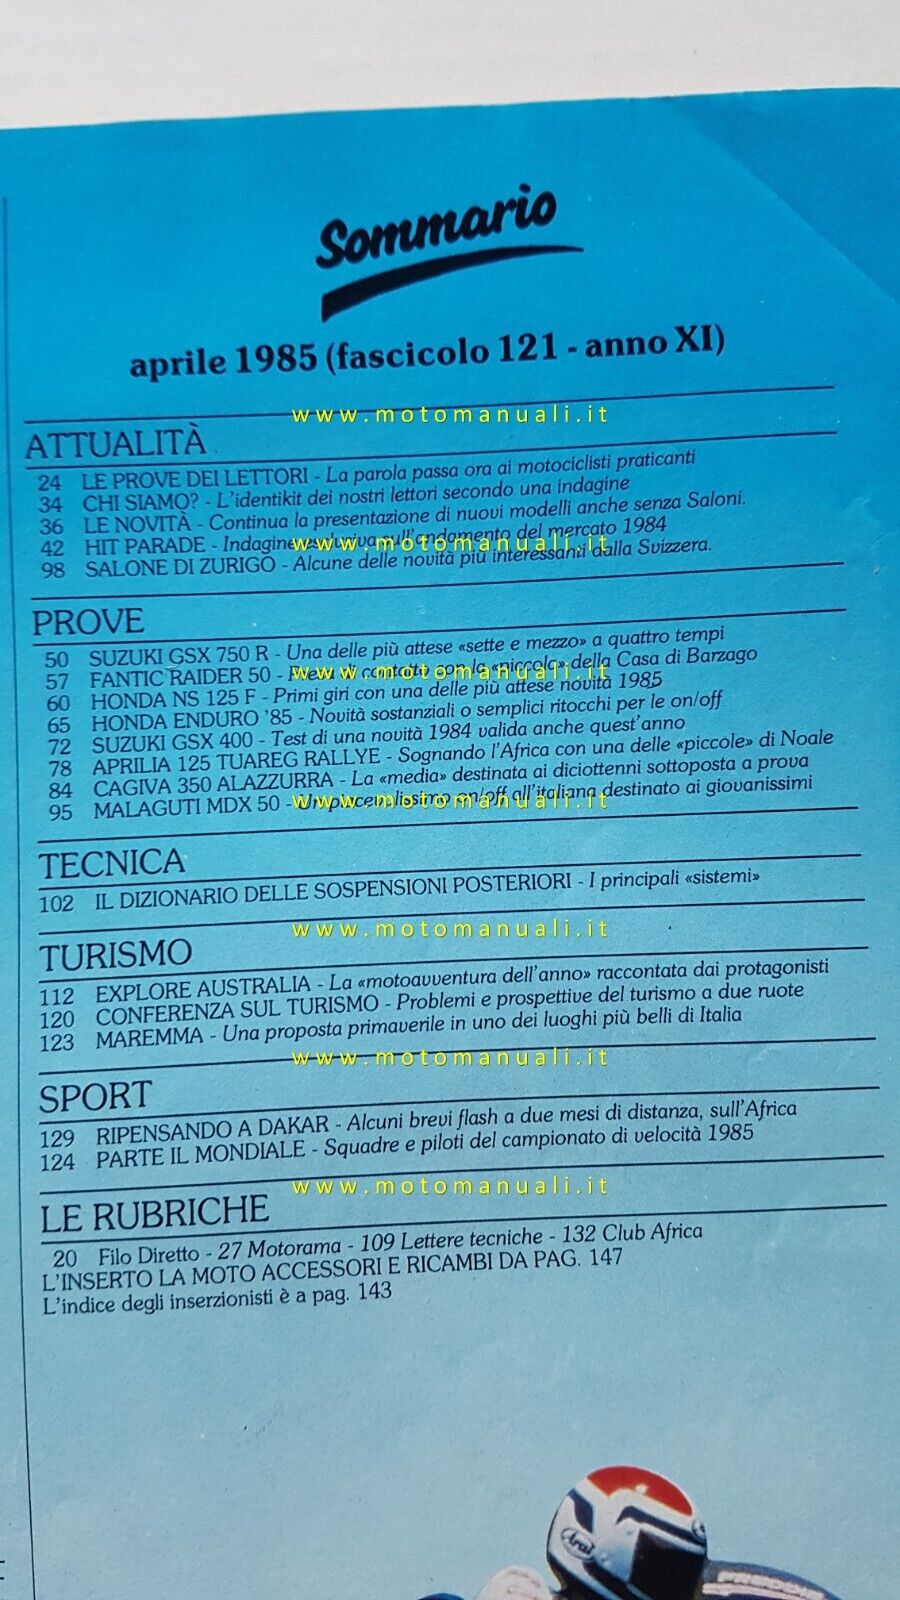 Sommario
aprile 1985 (fascicolo 121 - anno XI)
www.motomanuali.it
ATTUALITÀ
24 LE PROVE DEI LETTORI - La parola passa ora ai motociclisti praticanti
34 CHI SIAMO? - L'identikit dei nostri lettori secondo una indagine
36 LE NOVITÀ - Continua la presentazione di nuovi modelli anche senza Saloni.
42 HIT PARADE - Indagine esclusiva sull'andamento del mercato 1984
www.motomanuali.it
98 SALONE DI ZURIGO - Alcune delle novità più interessanti dalla Svizzera.
PROVE
50 SUZUKI GSX 750 R - Una delle più attese «sette e mezzo» a quattro tempi
57 FANTIC RAIDER 50 - con la «piccola» della Casa di Barzago
www.motomanuali.it
60 HONDA NS 125 F - Primi giri con una delle più attese novità 1985
65 HONDA ENDURO '85 - Novità sostanziali o semplici ritocchi per le on/off
72 SUZUKI GSX 400 - Test di una novità 1984 valida anche quest'anno
78 APRILIA 125 TUAREG RALLYE - Sognando l'Africa con una delle «piccole» di Noale
84 CAGIVA 350 ALAZZURRA - La «media» destinata ai diciottenni sottoposta a prova
95 MALAGUTI MDX 50 - Un piacevolissimo on/off all'italiana destinato ai giovanissimi
www.motomanuali.it
TECNICA
102 IL DIZIONARIO DELLE SOSPENSIONI POSTERIORI - I principali «sistemi»
www.motomanuali.it
TURISMO
112 EXPLORE AUSTRALIA - La «motoavventura dell'anno» raccontata dai protagonisti
120 CONFERENZA SUL TURISMO - Problemi e prospettive del turismo a due ruote
123 MAREMMA - Una proposta primaverile in uno dei luoghi più belli di Italia
www.motomanuali.it
SPORT
129 RIPENSANDO A DAKAR - Alcuni brevi flash a due mesi di distanza, sull'Africa
124 PARTE IL MONDIALE - Squadre e piloti del campionato di velocità 1985
www.motomanuali.it
LE RUBRICHE
20 Filo Diretto - 27 Motorama - 109 Lettere tecniche - 132 Club Africa
L'INSERTO LA MOTO ACCESSORI E RICAMBI DA PAG. 147
L'indice degli inserzionisti è a pag. 143
Arai